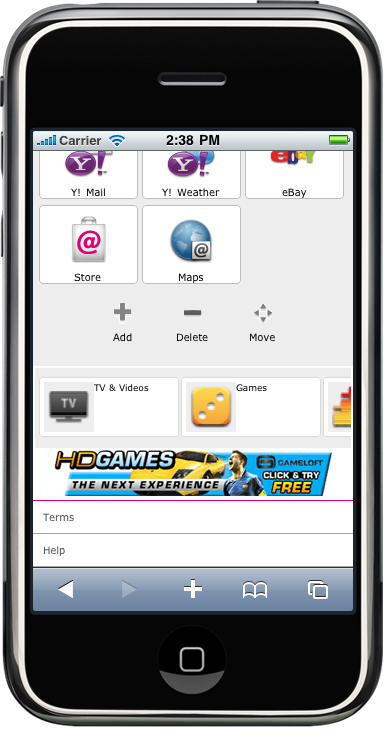 Carrier 2:38 PM
Y! Y! ebay
Y! Mail Y! Weather eBay
@ @
Store Maps
Add Delete Move
TV TV & Videos Games
HDGAMES GAMELOFT
THE NEXT EXPERIENCE CLICK & TRY FREE
Terms
Help